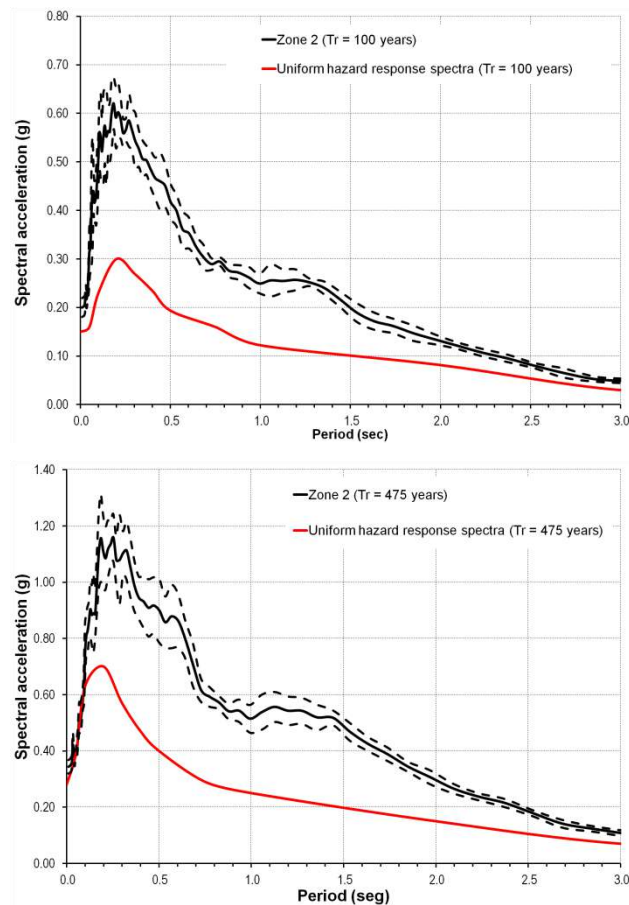 0.80
0.70
0.60
0.50
0.40
0.30
0.20
0.10
0.00
Spectral acceleration (g)
Zone 2 (Tr = 100 years)
Uniform hazard response spectra (Tr = 100 years)
0.0 0.5 1.0 1.5 2.0 2.5 3.0
Period (sec)
1.40
1.20
1.00
0.80
0.60
0.40
0.20
0.00
Spectral acceleration (g)
Zone 2 (Tr = 475 years)
Uniform hazard response spectra (Tr = 475 years)
0.0 0.5 1.0 1.5 2.0 2.5 3.0
Period (seg)